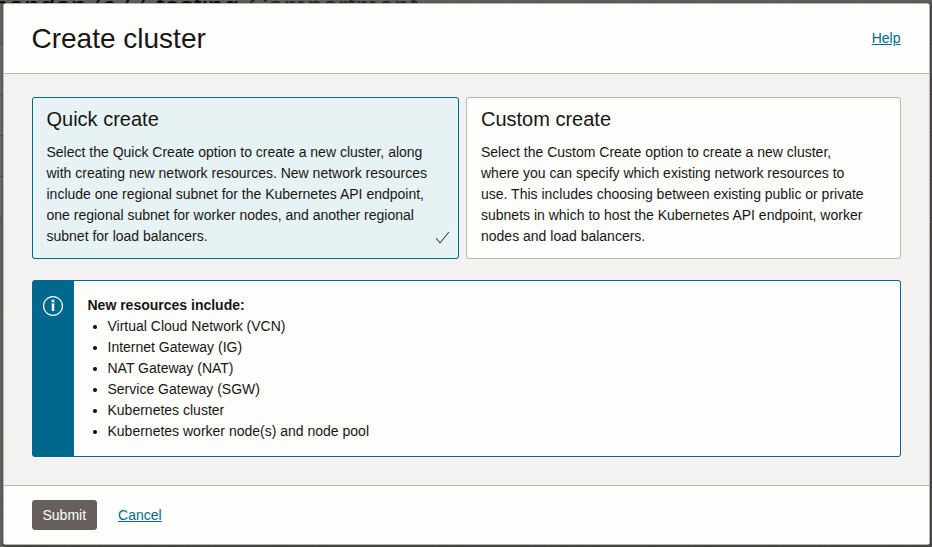 Create cluster
Help
Quick create
Select the Quick Create option to create a new cluster, along
with creating new network resources. New network resources
include one regional subnet for the Kubernetes API endpoint,
one regional subnet for worker nodes, and another regional
subnet for load balancers.
Custom create
Select the Custom Create option to create a new cluster,
where you can specify which existing network resources to
use. This includes choosing between existing public or private
subnets in which to host the Kubernetes API endpoint, worker
nodes and load balancers.
New resources include:
• Virtual Cloud Network (VCN)
• Internet Gateway (IG)
• NAT Gateway (NAT)
• Service Gateway (SGW)
• Kubernetes cluster
• Kubernetes worker node(s) and node pool
Submit
Cancel